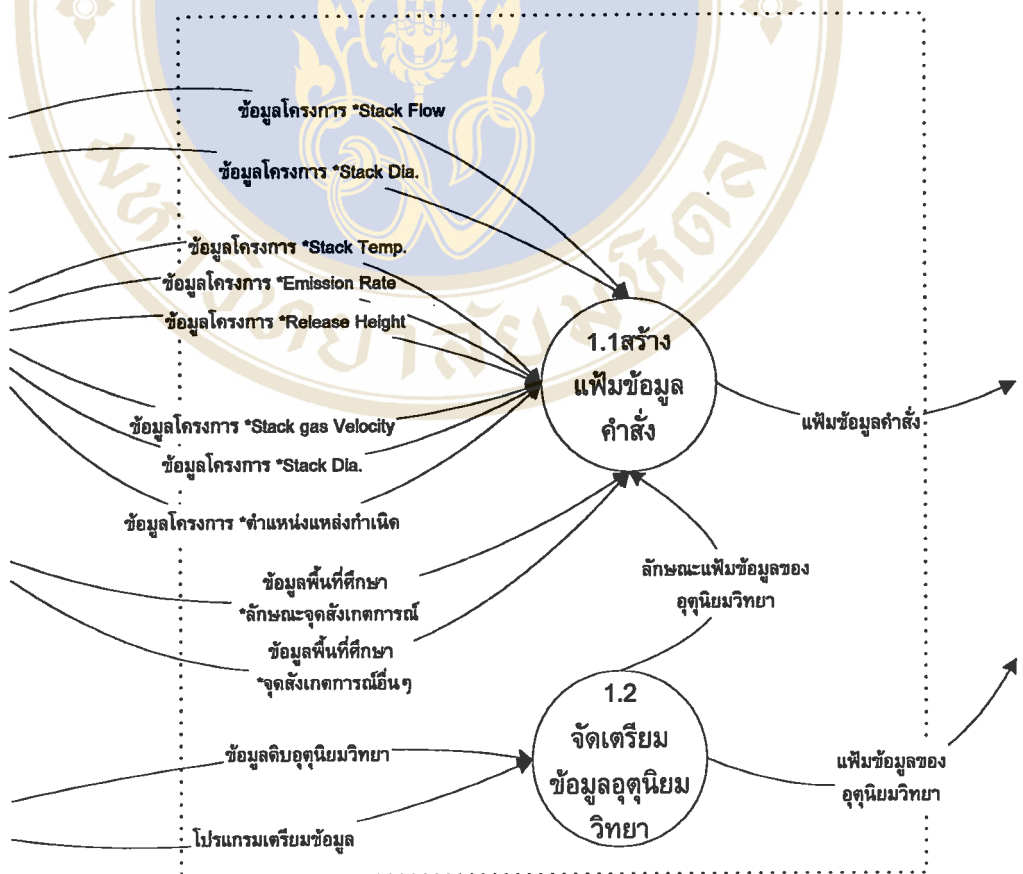 ข้อมูลโครงการ *Stack Flow
ข้อมูลโครงการ *Stack Dia.
ข้อมูลโครงการ *Stack Temp.
ข้อมูลโครงการ *Emission Rate
ข้อมูลโครงการ *Release Height
1.1สร้าง
แฟ้มข้อมูล
คำสั่ง
แฟ้มข้อมูลคำสั่ง
ข้อมูลโครงการ *Stack gas Velocity
ข้อมูลโครงการ *Stack Dia.
ข้อมูลโครงการ *ตำแหน่งแหล่งกำเนิด
ข้อมูลพื้นที่ศึกษา
*ลักษณะจุดสังเกตการณ์
ข้อมูลพื้นที่ศึกษา
*จุดสังเกตการณ์อื่นๆ
ลักษณะแฟ้มข้อมูลของ
อุตุนิยมวิทยา
1.2
จัดเตรียม
ข้อมูลอุตุนิยม
วิทยา
ข้อมูลดิบอุตุนิยมวิทยา
โปรแกรมเตรียมข้อมูล
แฟ้มข้อมูลของ
อุตุนิยมวิทยา
มหาวิทยาลัยมหิดล